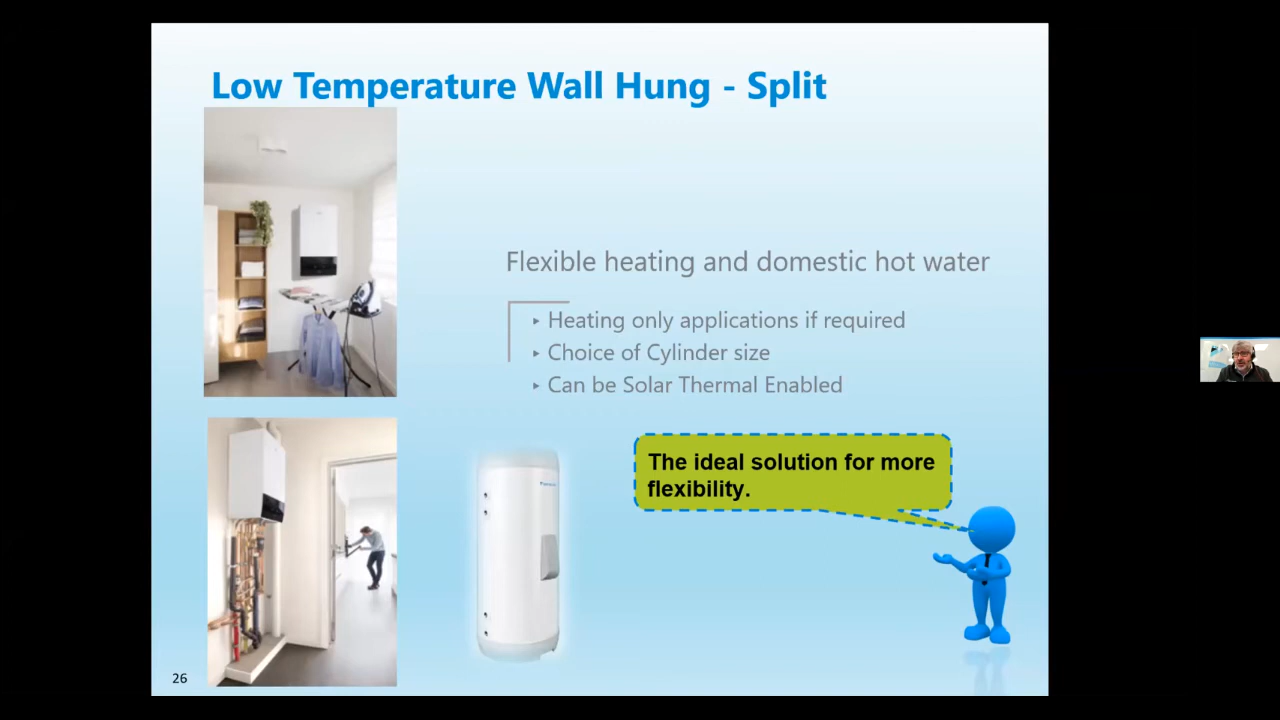 Low Temperature Wall Hung - Split
Flexible heating and domestic hot water
▸ Heating only applications if required
▸ Choice of Cylinder size
▸ Can be Solar Thermal Enabled
The ideal solution for more
flexibility.
26